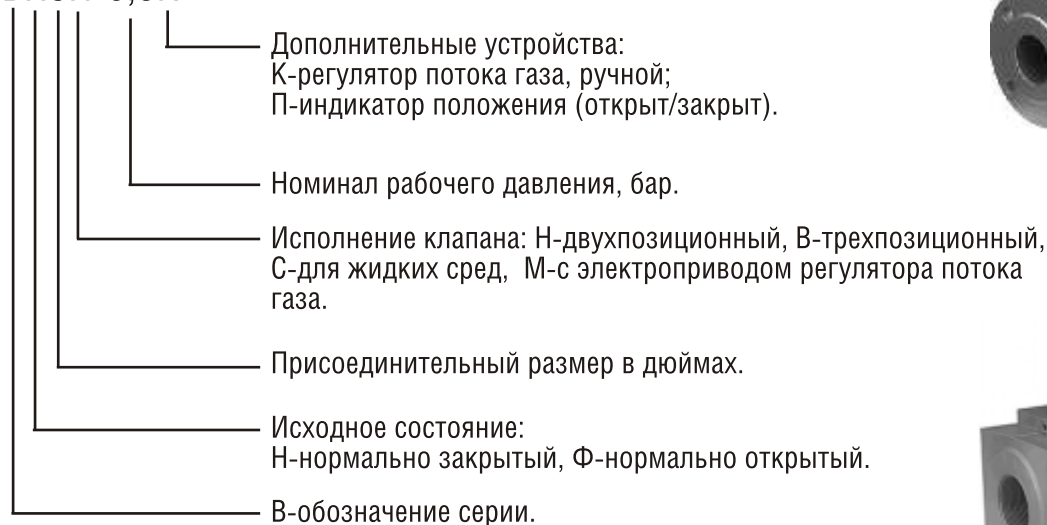 Дополнительные устройства:
К-регулятор потока газа, ручной;
П-индикатор положения (открыт/закрыт).
Номинал рабочего давления, бар.
Исполнение клапана: Н-двухпозиционный, В-трехпозиционный,
С-для жидких сред, М-с электроприводом регулятора потока
газа.
Присоединительный размер в дюймах.
Исходное состояние:
Н-нормально закрытый, Ф-нормально открытый.
В-обозначение серии.